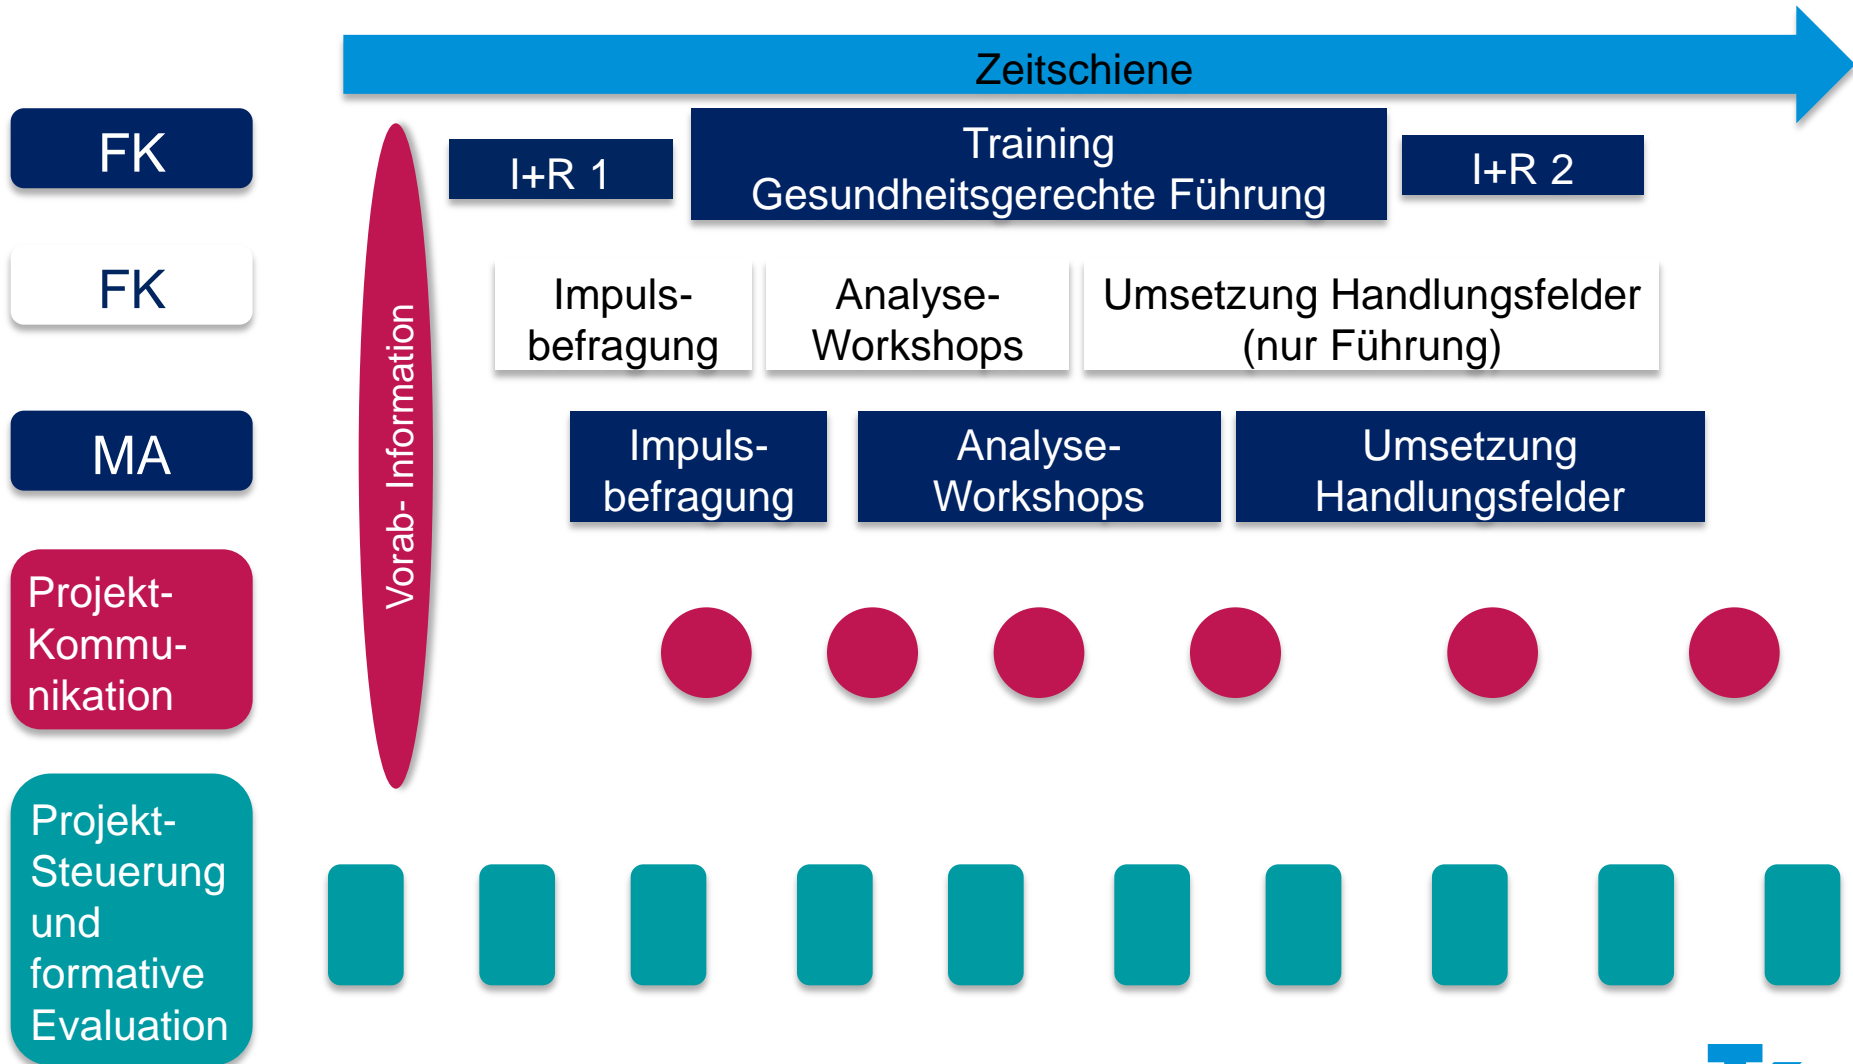 Zeitschiene
FK
I+R 1
Training
Gesundheitsgerechte Führung
I+R 2
FK
Impuls-
befragung
Analyse-
Workshops
Umsetzung Handlungsfelder
(nur Führung)
Vorab- Information
MA
Impuls-
befragung
Analyse-
Workshops
Umsetzung
Handlungsfelder
Projekt-
Kommu-
nikation
Projekt-
Steuerung
und
formative
Evaluation